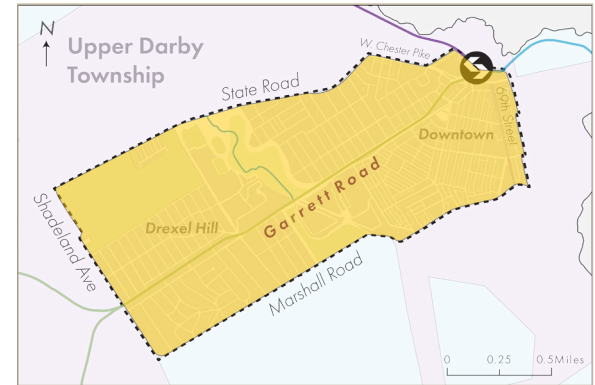 N
Upper Darby
Township
W. Chester Pike
State Road
69th Street
Downtown
Garrett Road
Drexel Hill
Shadeland Ave
Marshall Road
0 0.25 0.5Miles